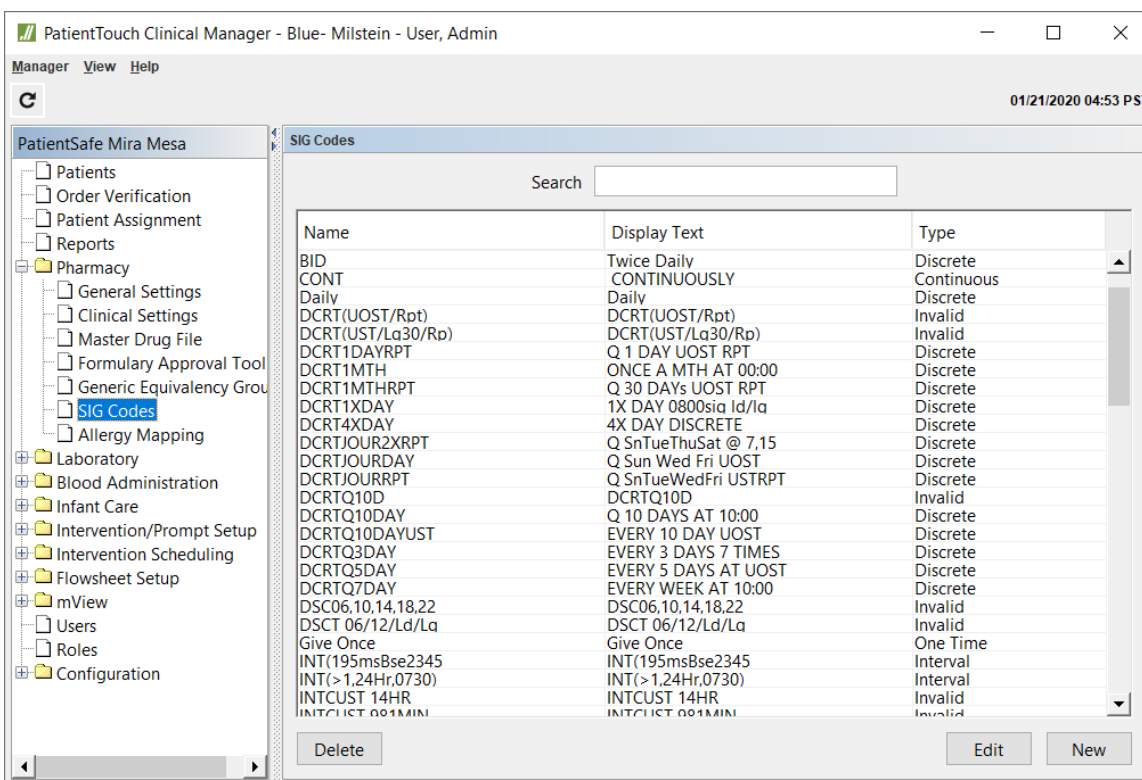 PatientTouch Clinical Manager - Blue- Milstein - User, Admin
Manager View Help
01/21/2020 04:53 PS
PatientSafe Mira Mesa
Patients
Order Verification
Patient Assignment
Reports
Pharmacy
General Settings
Clinical Settings
Master Drug File
Formulary Approval Tool
Generic Equivalency Grou
SIG Codes
Allergy Mapping
Laboratory
Blood Administration
Infant Care
Intervention/Prompt Setup
Intervention Scheduling
Flowsheet Setup
mView
Users
Roles
Configuration
SIG Codes
Search
Name Display Text Type
BID Twice Daily Discrete
CONT CONTINUOUSLY Continuous
Daily Daily Discrete
DCRT(UOST/Rpt) DCRT(UOST/Rpt) Invalid
DCRT(UST/Lg30/Rp) DCRT(UST/Lg30/Rp) Invalid
DCRT1DAYRPT Q 1 DAY UOST RPT Discrete
DCRT1MTH ONCE A MTH AT 00:00 Discrete
DCRT1MTHRPT Q 30 DAYs UOST RPT Discrete
DCRT1XDAY 1X DAY 0800sig ld/lg Discrete
DCRT4XDAY 4X DAY DISCRETE Discrete
DCRTJOUR2XRPT Q SnTueThuSat @ 7,15 Discrete
DCRTJOURDAY Q Sun Wed Fri UOST Discrete
DCRTJOURRPT Q SnTueWedFri USTRPT Discrete
DCRTQ10D DCRTQ10D Invalid
DCRTQ10DAY Q 10 DAYS AT 10:00 Discrete
DCRTQ10DAYUST EVERY 10 DAY UOST Discrete
DCRTQ3DAY EVERY 3 DAYS 7 TIMES Discrete
DCRTQ5DAY EVERY 5 DAYS AT UOST Discrete
DCRTQ7DAY EVERY WEEK AT 10:00 Discrete
DSC06,10,14,18,22 DSC06,10,14,18,22 Invalid
DSCT 06/12/Ld/Lg DSCT 06/12/Ld/Lg Invalid
Give Once Give Once One Time
INT(195msBse2345 INT(195msBse2345 Interval
INT(>1,24Hr,0730) INT(>1,24Hr,0730) Interval
INTCUST 14HR INTCUST 14HR Invalid
INTCUST 981MIN INTCUST 981MIN Invalid
Delete Edit New